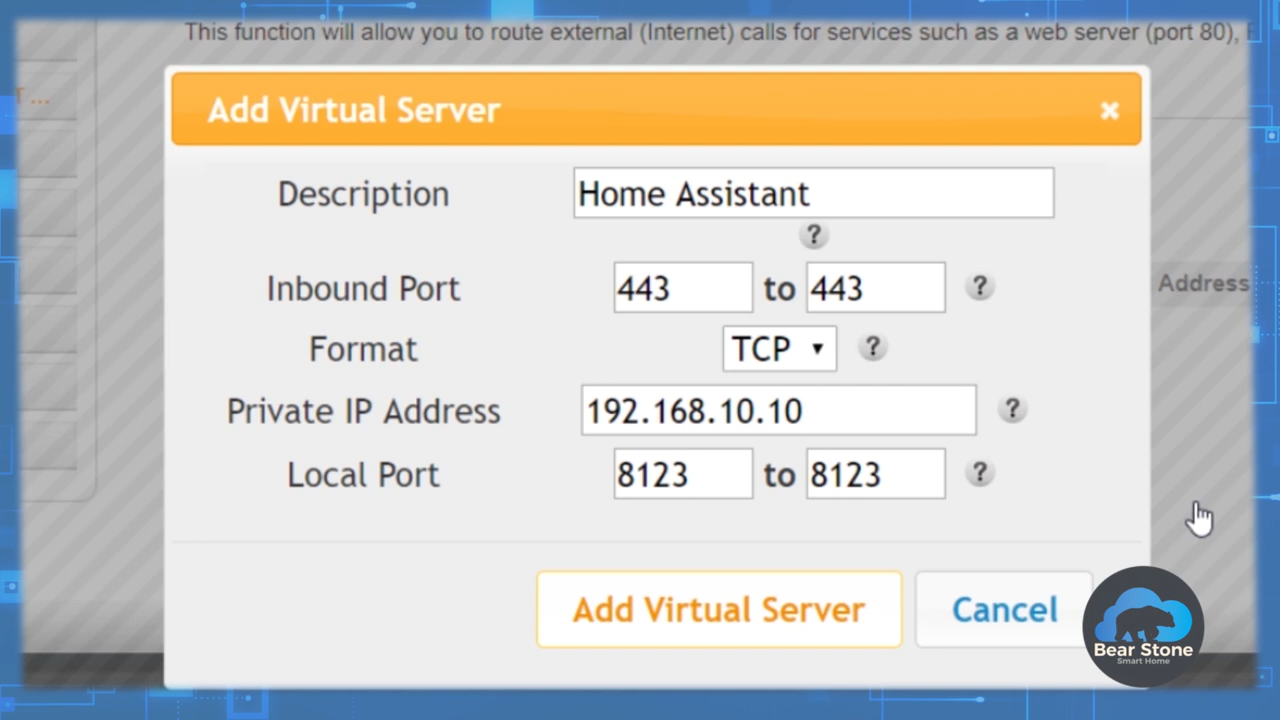 This function will allow you to route external (Internet) calls for services such as a web server (port 80),
T...
Add Virtual Server ×
Description Home Assistant
?
Inbound Port 443 to 443 ?
Address
Format TCP ▾ ?
Private IP Address 192.168.10.10 ?
Local Port 8123 to 8123 ?
Add Virtual Server Cancel
Bear Stone
Smart Home